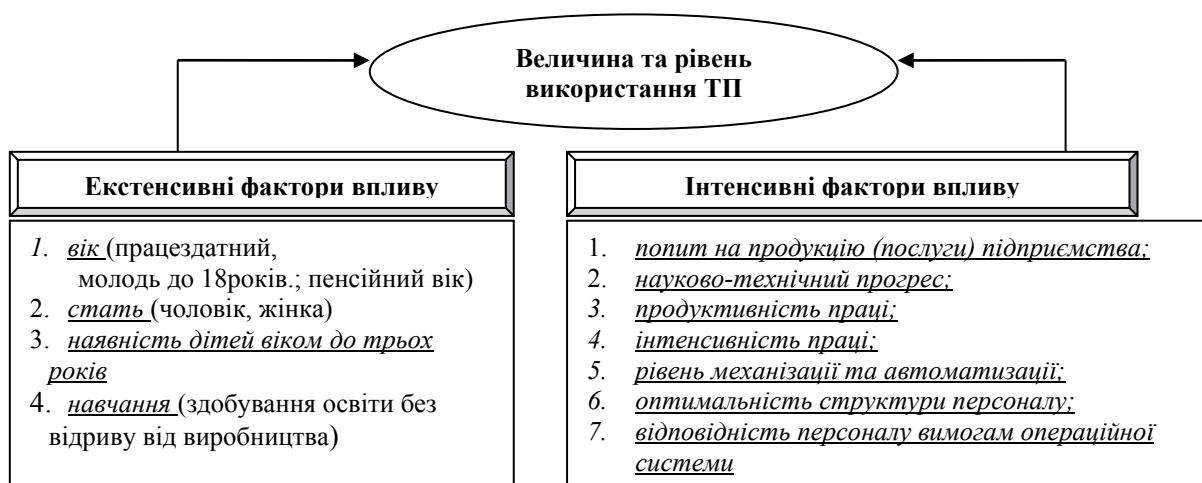 Величина та рівень
використання ТП
Екстенсивні фактори впливу
1. вік (працездатний,
молодь до 18років.; пенсійний вік)
2. стать (чоловік, жінка)
3. наявність дітей віком до трьох
років
4. навчання (здобування освіти без
відриву від виробництва)
Інтенсивні фактори впливу
1. попит на продукцію (послуги) підприємства;
2. науково-технічний прогрес;
3. продуктивність праці;
4. інтенсивність праці;
5. рівень механізації та автоматизації;
6. оптимальність структури персоналу;
7. відповідність персоналу вимогам операційної
системи